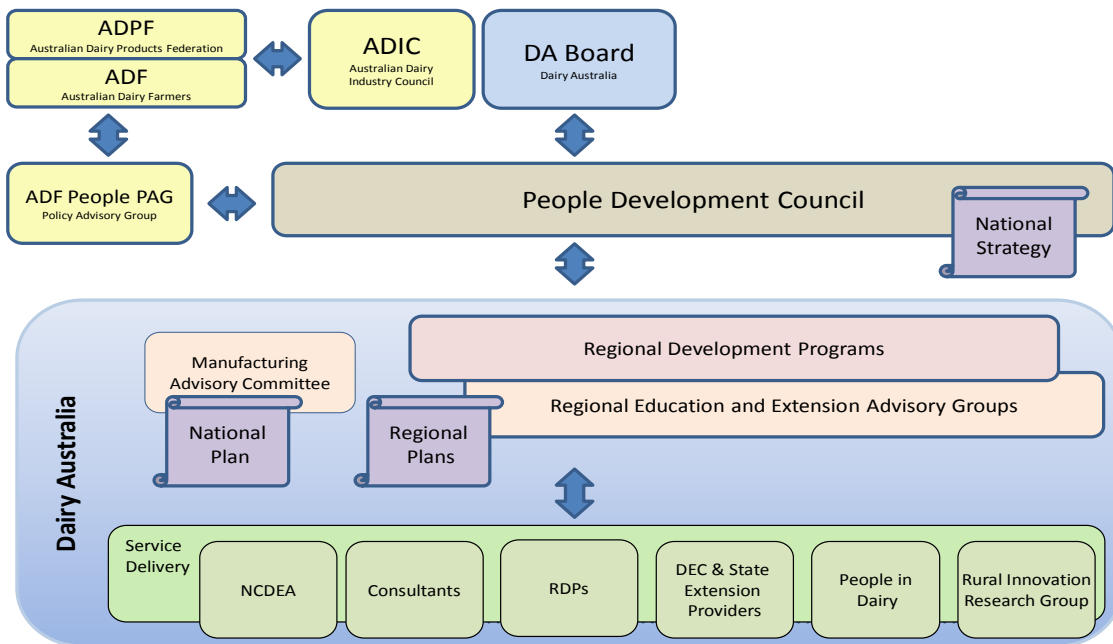 ADPF
Australian Dairy Products Federation
ADF
Australian Dairy Farmers
ADIC
Australian Dairy
Industry Council
DA Board
Dairy Australia
ADF People PAG
Policy Advisory Group
People Development Council
National
Strategy
Dairy Australia
Manufacturing
Advisory Committee
National
Plan
Regional Development Programs
Regional Education and Extension Advisory Groups
Regional
Plans
Service
Delivery
NCDEA
Consultants
RDPs
DEC & State
Extension
Providers
People in
Dairy
Rural Innovation
Research Group